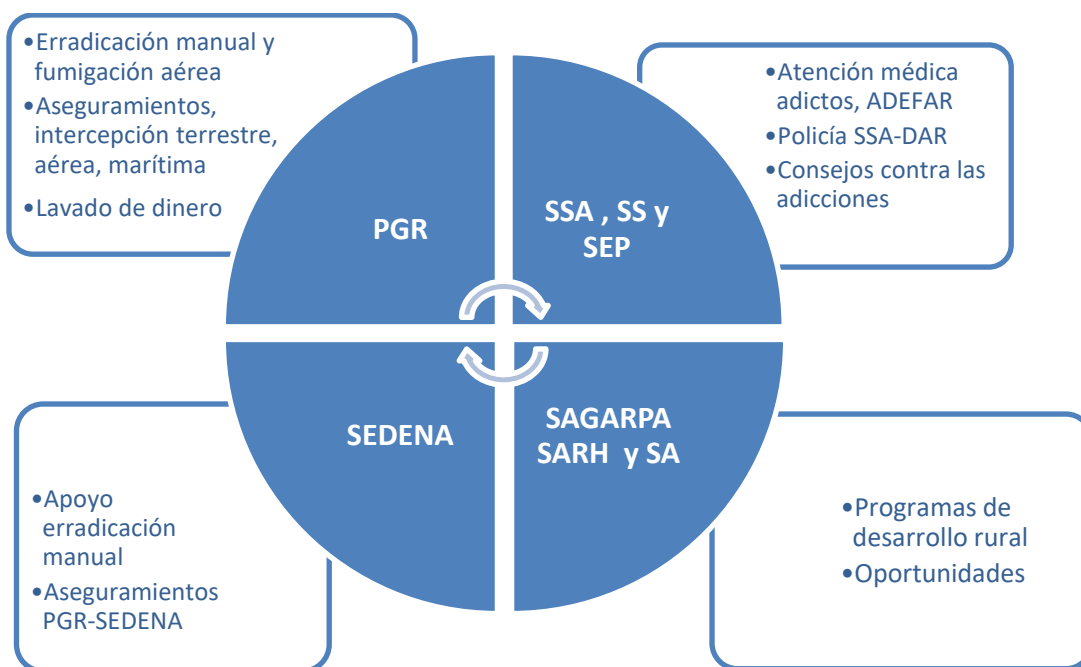 •Erradicación manual y
fumigación aérea
•Aseguramientos,
intercepción terrestre,
aérea, marítima
•Lavado de dinero
PGR
•Atención médica
adictos, ADEFAR
•Policía SSA-DAR
•Consejos contra las
adicciones
SSA , SS y
SEP
SEDENA
•Apoyo
erradicación
manual
•Aseguramientos
PGR-SEDENA
SAGARPA
SARH y SA
•Programas de
desarrollo rural
•Oportunidades